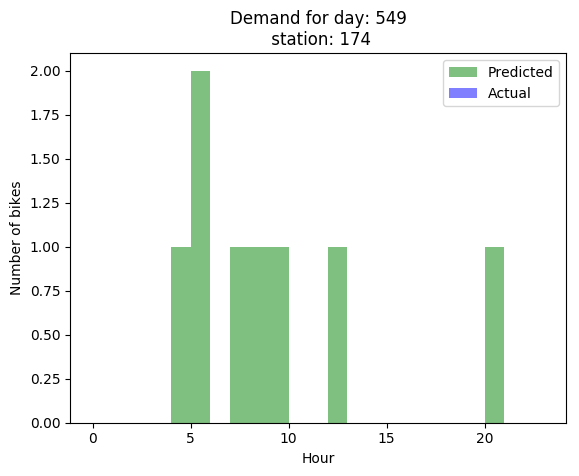 Demand for day: 549
station: 174
Predicted
Actual
Number of bikes
2.00
1.75
1.50
1.25
1.00
0.75
0.50
0.25
0.00
0 5 10 15 20
Hour